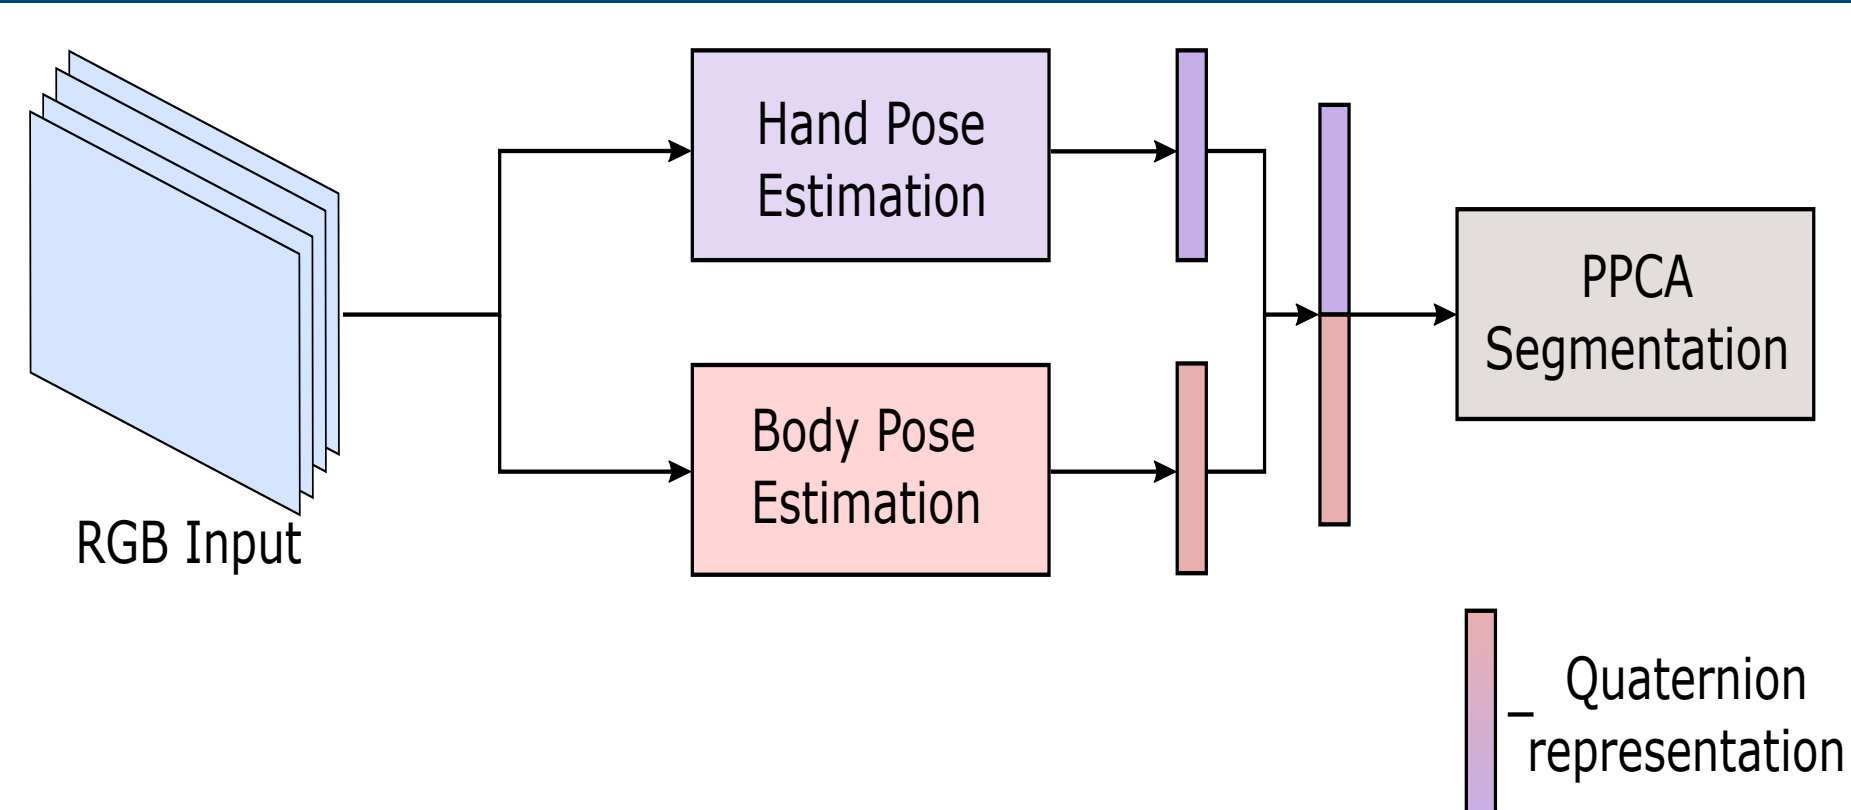 Hand Pose
Estimation
PPCA
Segmentation
Body Pose
Estimation
RGB Input
Quaternion
representation